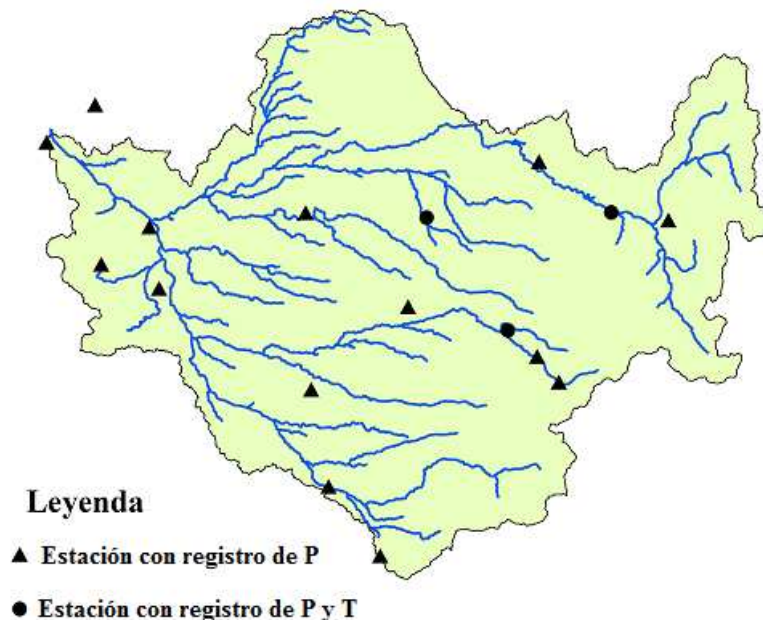 Leyenda
Estación con registro de P
Estación con registro de P y T